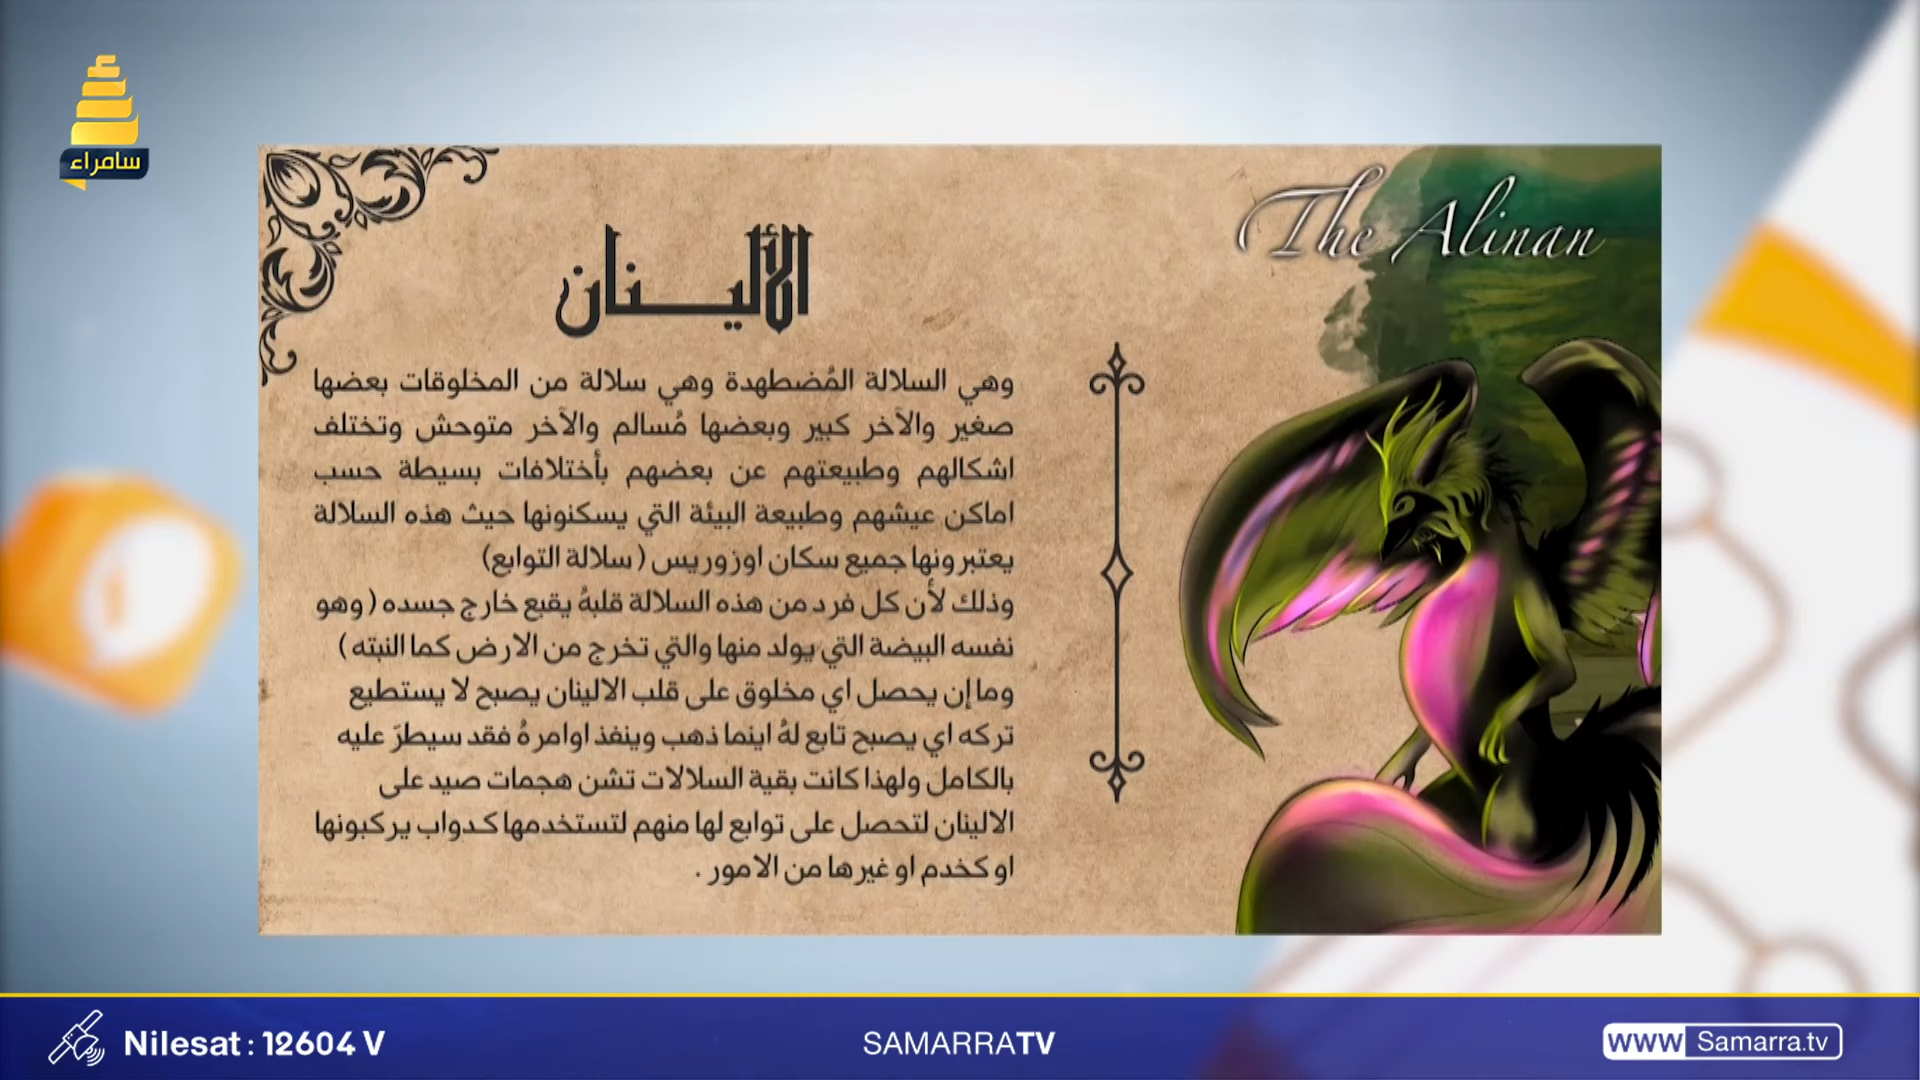 سامراء
The Alinan
الألينان
وهي السلالة المُضطهدة وهي سلالة من المخلوقات بعضها
صغير والآخر كبير وبعضها مُسالم والآخر متوحش وتختلف
اشكالهم وطبيعتهم عن بعضهم بأختلافات بسيطة حسب
اماكن عيشهم وطبيعة البيئة التي يسكنونها حيث هذه السلالة
يعتبرونها جميع سكان اوزوريس ( سلالة التوابع)
وذلك لأن كل فرد من هذه السلالة قلبهُ يقبع خارج جسده ( وهو
نفسه البيضة التي يولد منها والتي تخرج من الارض كما النبته )
وما إن يحصل اي مخلوق على قلب الالينان يصبح لا يستطيع
تركه اي يصبح تابع لهُ اينما ذهب وينفذ اوامرهُ فقد سيطرَ عليه
بالكامل ولهذا كانت بقية السلالات تشن هجمات صيد على
الالينان لتحصل على توابع لها منهم لتستخدمها كدواب يركبونها
او كخدم او غيرها من الامور .
Nilesat : 12604 V
SAMARRATV
www Samarra.tv